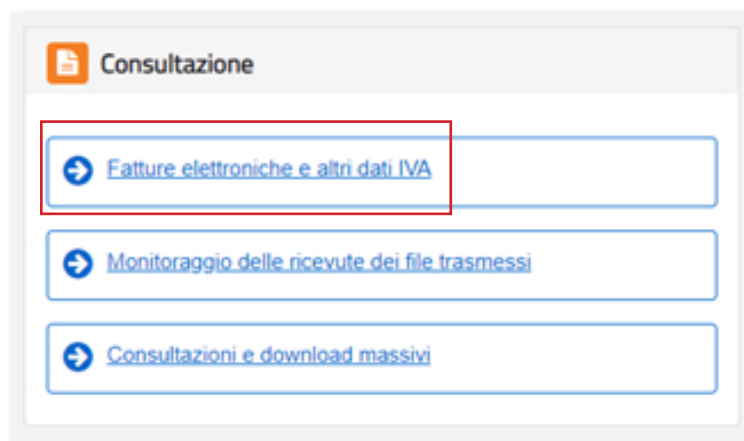 Consultazione
Fatture elettroniche e altri dati IVA
Monitoraggio delle ricevute dei file trasmessi
Consultazioni e download massivi